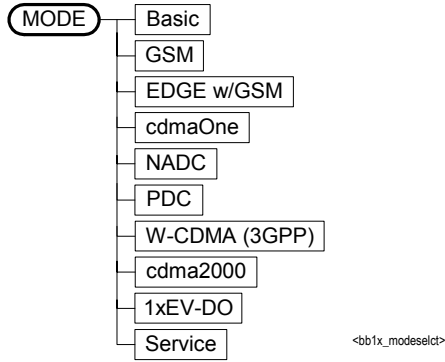 MODE
Basic
GSM
EDGE w/GSM
cdmaOne
NADC
PDC
W-CDMA (3GPP)
cdma2000
1xEV-DO
Service
<bb1x_modeselct>